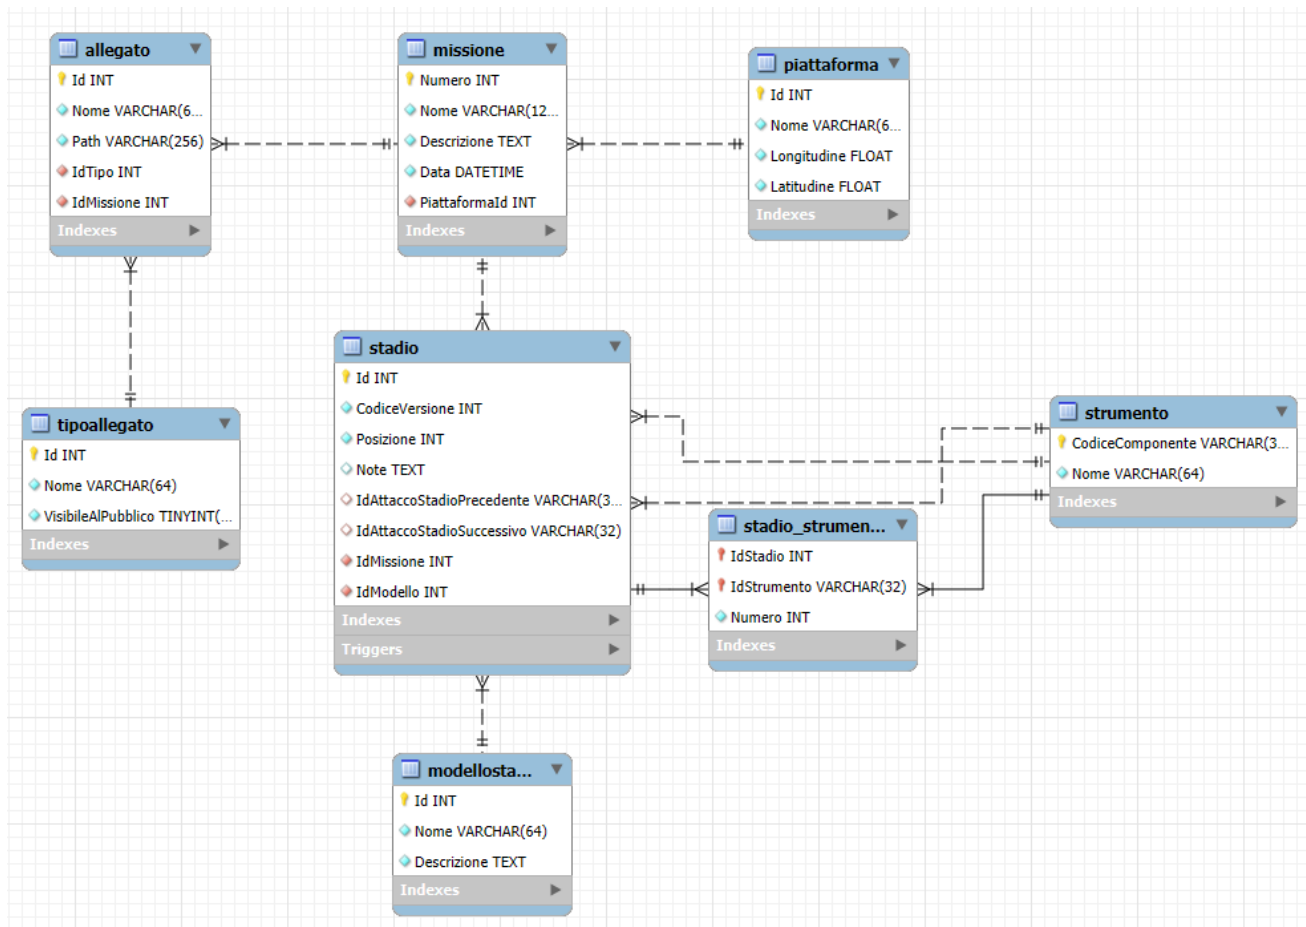 allegato
Id INT
Nome VARCHAR(6...
Path VARCHAR(256)
IdTipo INT
IdMissione INT
Indexes
missione
Numero INT
Nome VARCHAR(12...
Descrizione TEXT
Data DATETIME
PiattaformaId INT
Indexes
piattaforma
Id INT
Nome VARCHAR(6...
Longitudine FLOAT
Latitudine FLOAT
Indexes
stadio
Id INT
CodiceVersione INT
Posizione INT
Note TEXT
IdAttaccoStadioPrecedente VARCHAR(3...
IdAttaccoStadioSuccessivo VARCHAR(32)
IdMissione INT
IdModello INT
Indexes
Triggers
tipoallegato
Id INT
Nome VARCHAR(64)
VisibileAlPubblico TINYINT(...
Indexes
strumento
CodiceComponente VARCHAR(3...
Nome VARCHAR(64)
Indexes
stadio_strumen...
IdStadio INT
IdStrumento VARCHAR(32)
Numero INT
Indexes
modellosta...
Id INT
Nome VARCHAR(64)
Descrizione TEXT
Indexes